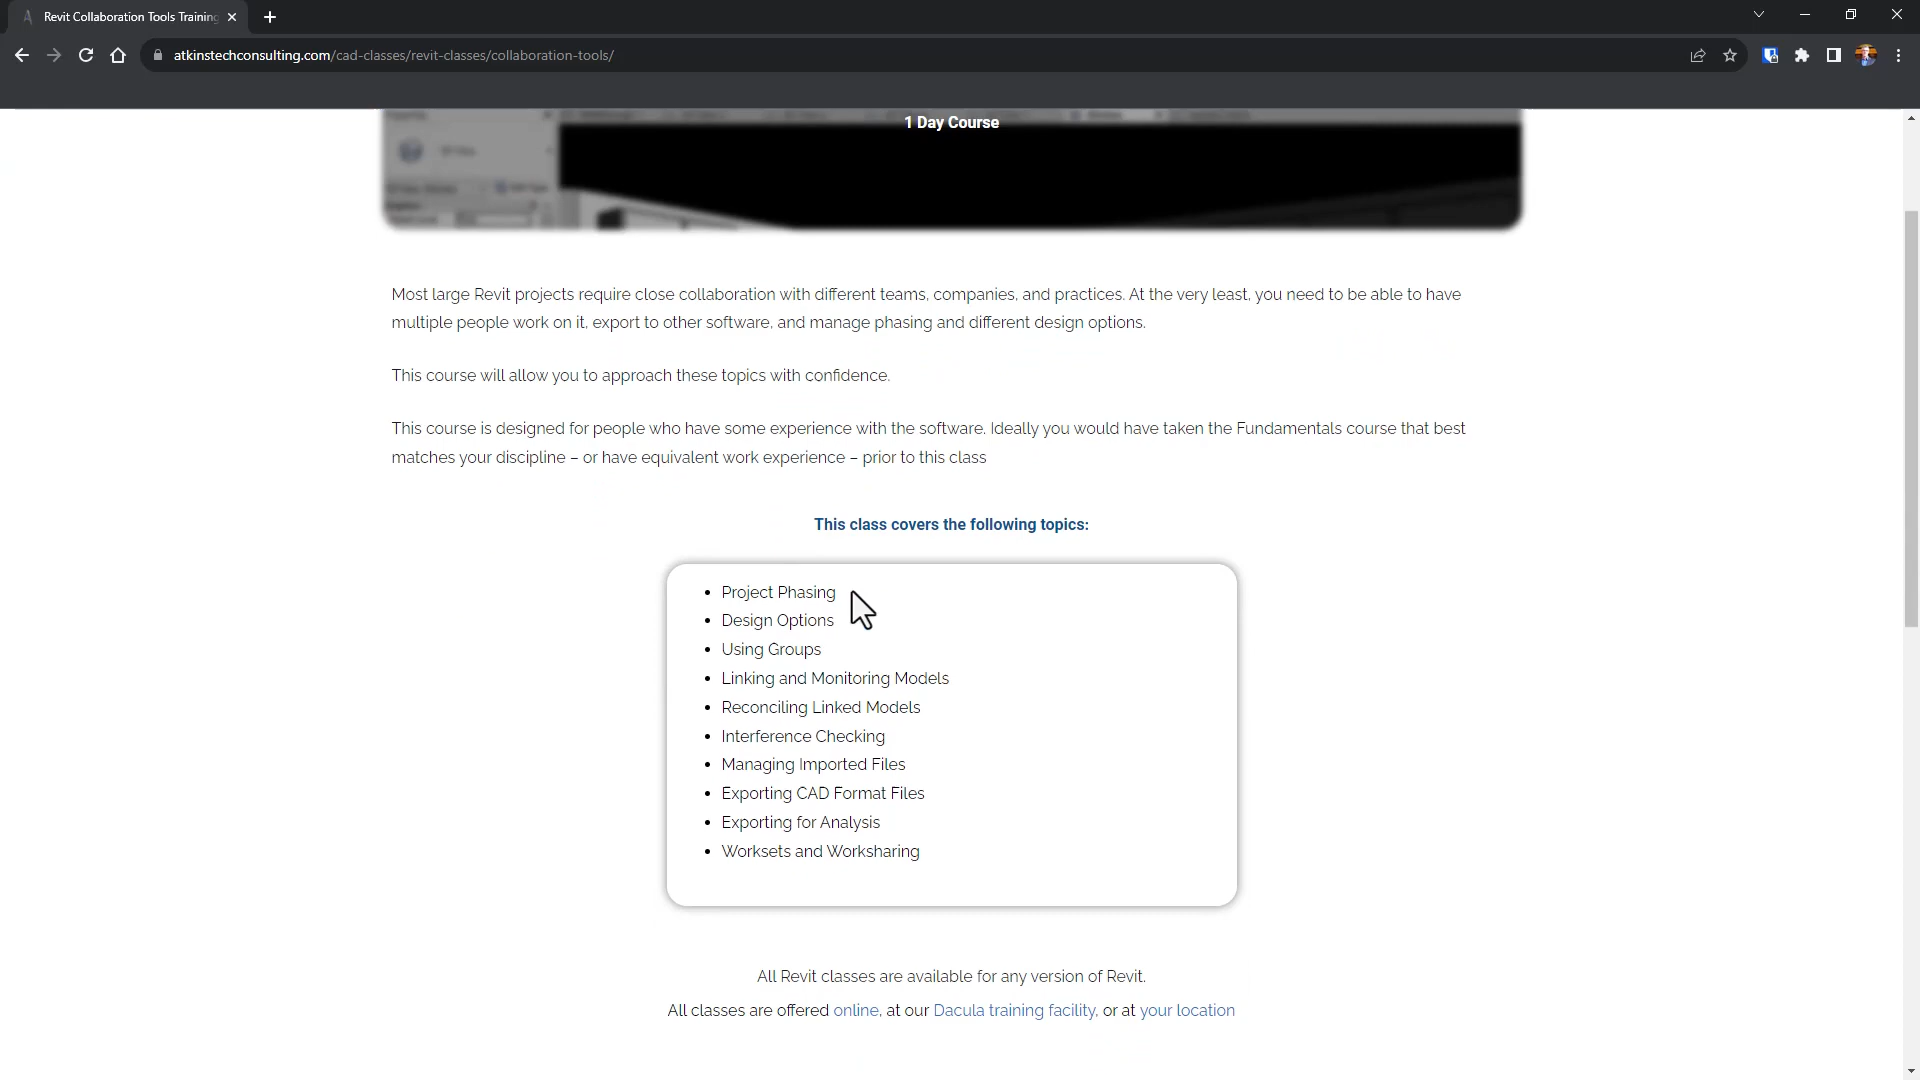 Revit Collaboration Tools Training
atkinstechconsulting.com/cad-classes/revit-classes/collaboration-tools/
1 Day Course
Most large Revit projects require close collaboration with different teams, companies, and practices. At the very least, you need to be able to have
multiple people work on it, export to other software, and manage phasing and different design options.
This course will allow you to approach these topics with confidence.
This course is designed for people who have some experience with the software. Ideally you would have taken the Fundamentals course that best
matches your discipline – or have equivalent work experience – prior to this class
This class covers the following topics:
• Project Phasing
• Design Options
• Using Groups
• Linking and Monitoring Models
• Reconciling Linked Models
• Interference Checking
• Managing Imported Files
• Exporting CAD Format Files
• Exporting for Analysis
• Worksets and Worksharing
All Revit classes are available for any version of Revit.
All classes are offered online, at our Dacula training facility, or at your location